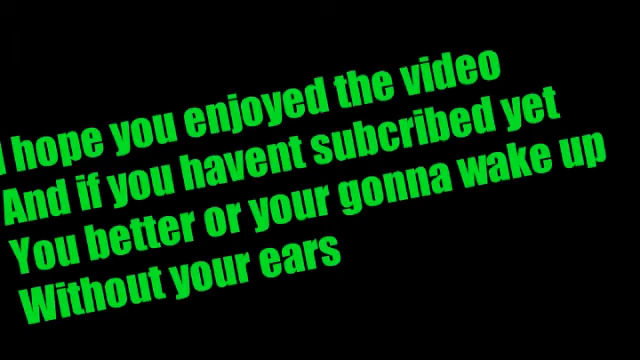 I hope you enjoyed the video
And if you havent subcribed yet
You better or your gonna wake up
Without your ears